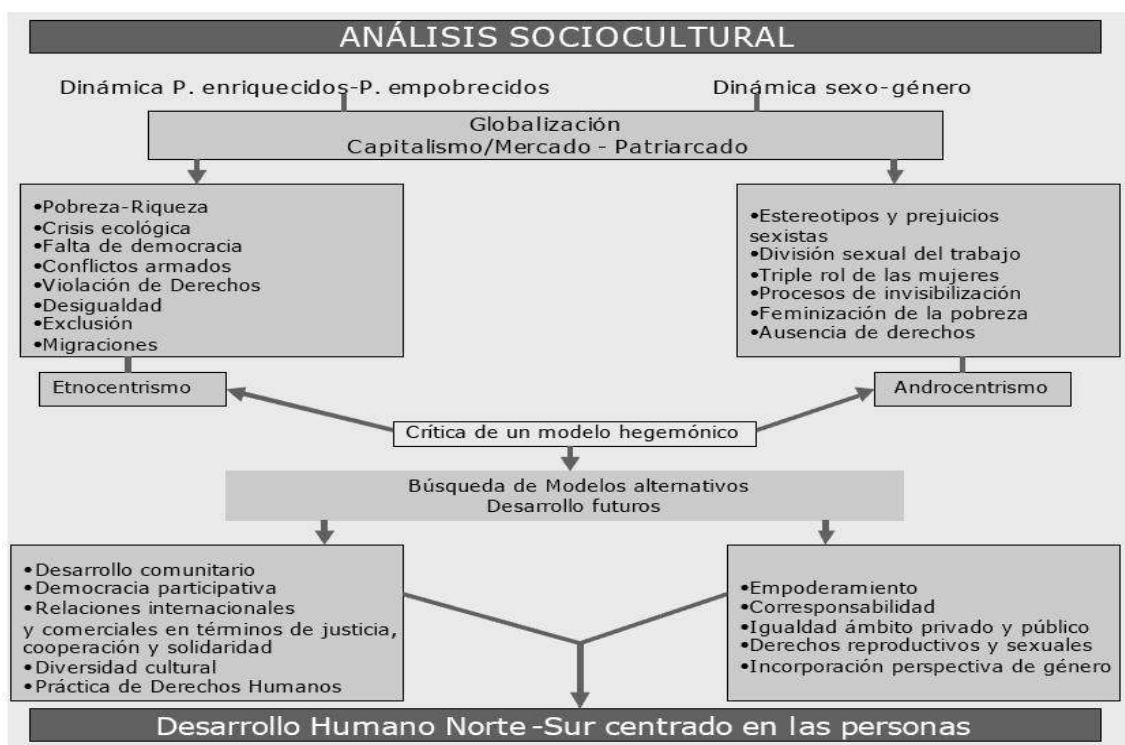 ANÁLISIS SOCIOCULTURAL
Dinámica P. enriquecidos-P. empobrecidos
Dinámica sexo-género
Globalización
Capitalismo/Mercado - Patriarcado
•Pobreza-Riqueza
•Crisis ecológica
•Falta de democracia
•Conflictos armados
•Violación de Derechos
•Desigualdad
•Exclusión
•Migraciones
•Estereotipos y prejuicios
sexistas
•División sexual del trabajo
•Triple rol de las mujeres
•Procesos de invisibilización
•Feminización de la pobreza
•Ausencia de derechos
Etnocentrismo
Androcentrismo
Crítica de un modelo hegemónico
Búsqueda de Modelos alternativos
Desarrollo futuros
•Desarrollo comunitario
•Democracia participativa
•Relaciones internacionales
y comerciales en términos de justicia,
cooperación y solidaridad
•Diversidad cultural
•Práctica de Derechos Humanos
•Empoderamiento
•Corresponsabilidad
•Igualdad ámbito privado y público
•Derechos reproductivos y sexuales
•Incorporación perspectiva de género
Desarrollo Humano Norte-Sur centrado en las personas